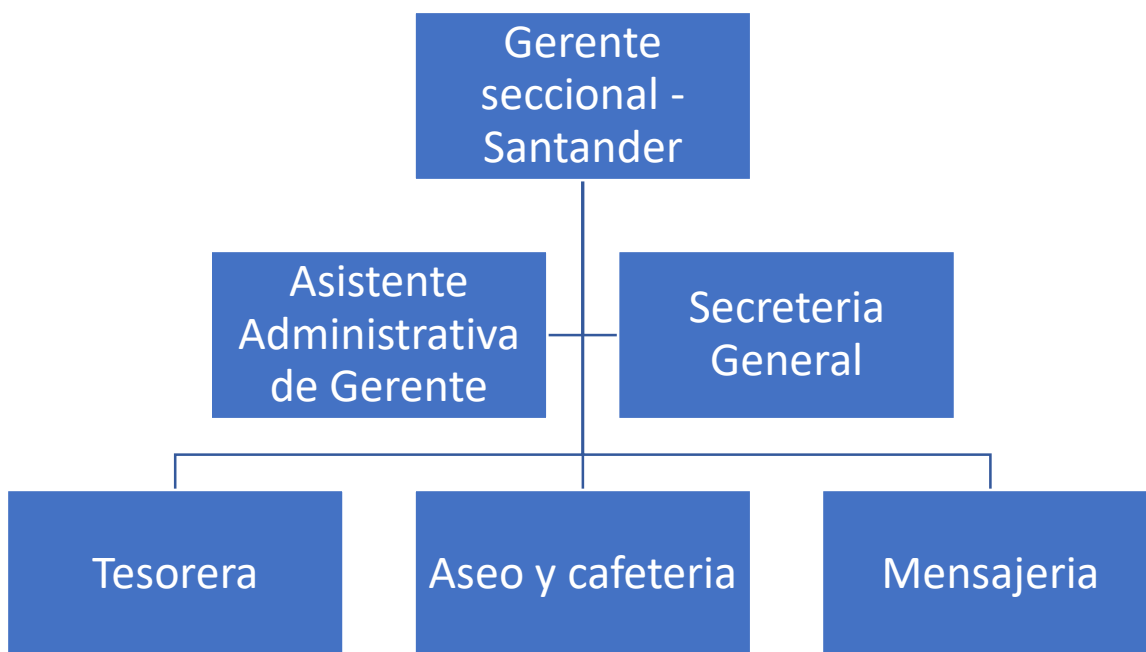 Gerente
seccional -
Santander
Asistente
Administrativa
de Gerente
Secreteria
General
Tesorera
Aseo y cafeteria
Mensajeria